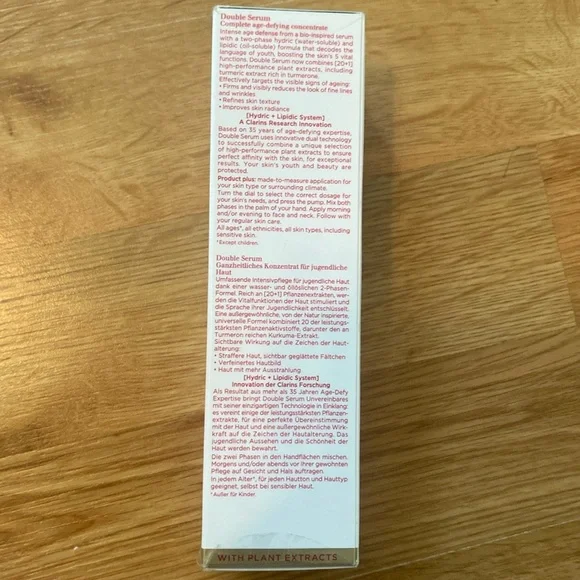 Double Serum
Complete age-defying concentrate
Intense age defense from a bio-inspired serum
with a two-phase hydric (water-soluble) and
lipidic (oil-soluble) formula that decodes the
language of youth, boosting the skin's 5 vital
functions. Double Serum now combines [20+1]
high-performance plant extracts, including
turmeric extract rich in turmerone.
Effectively targets the visible signs of ageing:
• Firms and visibly reduces the look of fine lines
and wrinkles.
• Refines skin texture
• Improves skin radiance
[Hydric + Lipidic System]
A Clarins Research Innovation
Based on 35 years of age-defying expertise,
Double Serum uses innovative dual technology
to successfully combine a unique selection
of high-performance plant extracts to ensure
perfect affinity with the skin, for exceptional
results. Your skin's youth and beauty are
protected.
Product plus: made-to-measure application for
your skin type or surrounding climate.
Turn the dial to select the correct dosage for
your skin's needs, and press the pump. Mix both
phases in the palm of your hand. Apply morning
and/or evening to face and neck. Follow with
your regular skin care.
All ages*, all ethnicities, all skin types, including
sensitive skin.
*Except children.
Double Serum
Ganzheitliches Konzentrat für jugendliche
Haut
Umfassende Intensivpflege für jugendliche Haut
dank einer wasser- und öllöslichen 2-Phasen-
Formel. Reich an [20+1] Pflanzenextrakten, wer-
den die Vitalfunktionen der Haut stimuliert und
die Sprache ihrer Jugendlichkeit entschlüsselt.
Eine außergewöhnliche, von der Natur inspirierte,
universelle Formel kombiniert 20 der leistungs-
stärksten Pflanzenaktivstoffe, darunter den an
Turmeron reichen Kurkuma-Extrakt.
Sichtbare Wirkung auf die Zeichen der Haut-
alterung:
• Straffere Haut, sichtbar geglättete Fältchen
• Verfeinertes Hautbild
• Haut mit mehr Ausstrahlung
[Hydric + Lipidic System]
Innovation der Clarins Forschung
Als Resultat aus mehr als 35 Jahren Age-Defy
Expertise bringt Double Serum Unvereinbares
mit seiner einzigartigen Technologie in Einklang:
es vereint einige der leistungsstärksten Pflanzen-
extrakte, für eine perfekte Übereinstimmung
mit der Haut und eine außergewöhnliche Wirk-
kraft auf die Zeichen der Hautalterung. Das
jugendliche Aussehen und die Schönheit der
Haut werden bewahrt.
Die zwei Phasen in den Handflächen mischen.
Morgens und/oder abends vor Ihrer gewohnten
Pflege auf Gesicht und Hals auftragen.
In jedem Alter*, für jeden Hautton und Hauttyp
geeignet, selbst bei sensibler Haut.
*Außer für Kinder.
WITH PLANT EXTRACTS